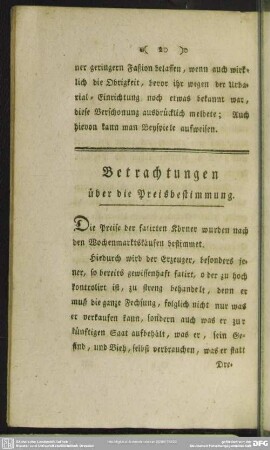 20
ner geringern Fassion belassen, wenn auch wirk-
lich die Obrigkeit, bevor ihr wegen der Urba-
rial-Einrichtung noch etwas bekannt war,
diese Verschonung ausdrücklich meldete; Auch
hievon kann man Beyspiele aufweisen.
Betrachtungen
über die Preisbestimmung.
Die Preise der fatirten Körner wurden nach
den Wochenmarktskäufen bestimmet.
Hiedurch wird der Erzeuger, besonders je-
ner, so bereits gewissenhaft fatirt, oder zu hoch
kontrolirt ist, zu streng behandelt, denn er
muß die ganze Fechsung, folglich nicht nur was
er verkaufen kann, sondern auch was er zur
künftigen Saat aufbehält, was er, sein Ge-
sind, und Vieh, selbst verbrauchen, was er statt
Dre-